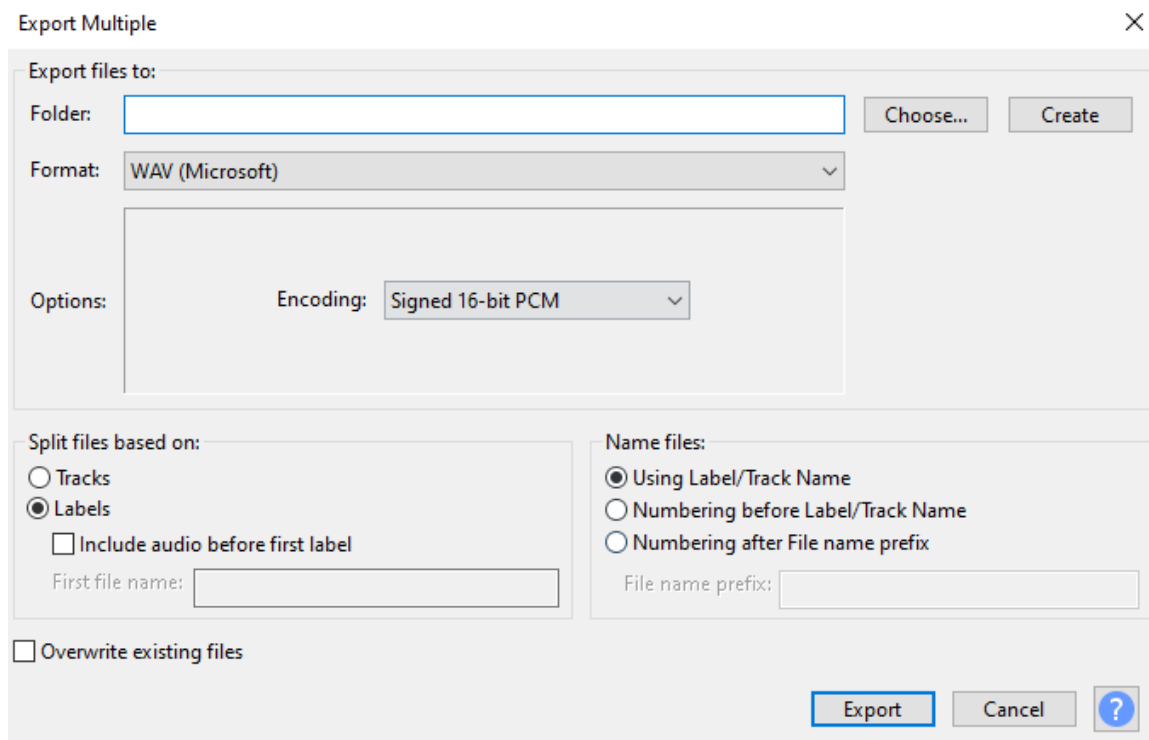 Export Multiple
Export files to:
Folder:
Choose...
Create
Format:
WAV (Microsoft)
Options:
Encoding:
Signed 16-bit PCM
Split files based on:
Tracks
Labels
Include audio before first label
First file name:
Name files:
Using Label/Track Name
Numbering before Label/Track Name
Numbering after File name prefix
File name prefix:
Overwrite existing files
Export
Cancel
?